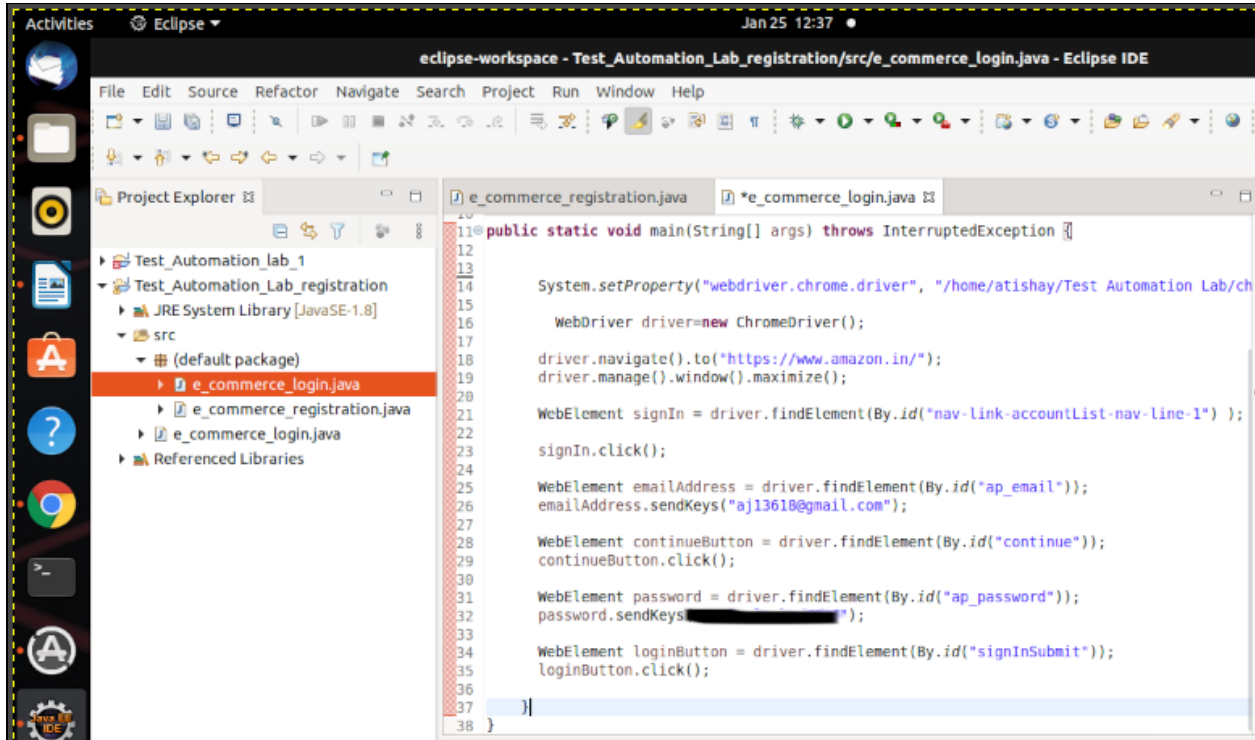 Activities Eclipse Jan 25 12:37
eclipse-workspace - Test_Automation_Lab_registration/src/e_commerce_login.java - Eclipse IDE
File Edit Source Refactor Navigate Search Project Run Window Help
Project Explorer
e_commerce_registration.java *e_commerce_login.java
Test_Automation_lab_1
Test_Automation_Lab_registration
JRE System Library [JavaSE-1.8]
src
(default package)
e_commerce_login.java
e_commerce_registration.java
e_commerce_login.java
Referenced Libraries
10
11 public static void main(String[] args) throws InterruptedException {
12
13
14 System.setProperty("webdriver.chrome.driver", "/home/atishay/Test Automation Lab/ch
15
16 WebDriver driver=new ChromeDriver();
17
18 driver.navigate().to("https://www.amazon.in/");
19 driver.manage().window().maximize();
20
21 WebElement signIn = driver.findElement(By.id("nav-link-accountList-nav-line-1") );
22
23 signIn.click();
24
25 WebElement emailAddress = driver.findElement(By.id("ap_email"));
26 emailAddress.sendKeys("aj13618@gmail.com");
27
28 WebElement continueButton = driver.findElement(By.id("continue"));
29 continueButton.click();
30
31 WebElement password = driver.findElement(By.id("ap_password"));
32 password.sendKeys ");
33
34 WebElement loginButton = driver.findElement(By.id("signInSubmit"));
35 loginButton.click();
36
37 }
38 }
Java EE
IDE